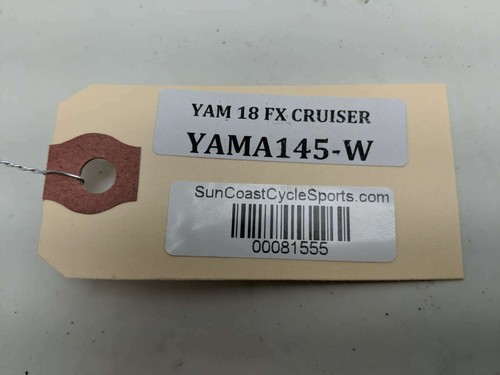 YAM 18 FX CRUISER
YAMA145-W
SunCoastCycleSports.com
00081555